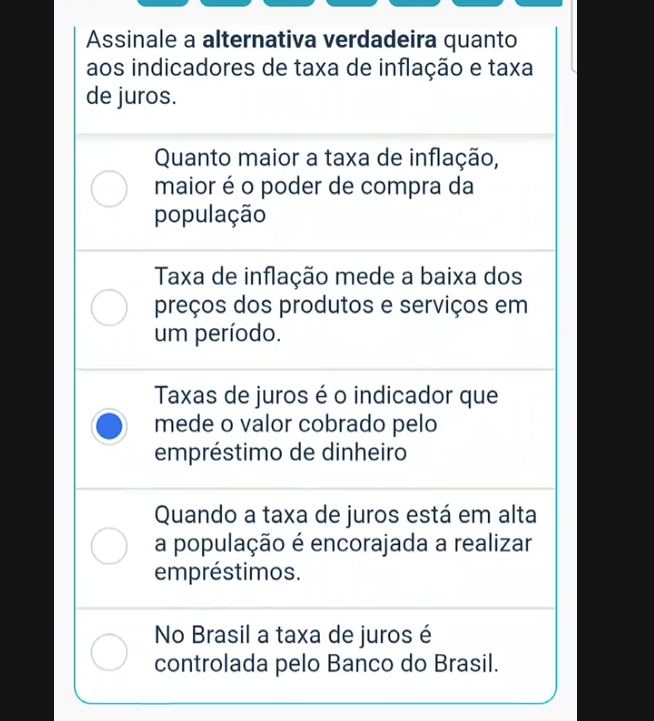 Assinale a alternativa verdadeira quanto
aos indicadores de taxa de inflação e taxa
de juros.
Quanto maior a taxa de inflação,
maior é o poder de compra da
população
Taxa de inflação mede a baixa dos
preços dos produtos e serviços em
um período.
Taxas de juros é o indicador que
mede o valor cobrado pelo
empréstimo de dinheiro
Quando a taxa de juros está em alta
a população é encorajada a realizar
empréstimos.
No Brasil a taxa de juros é
controlada pelo Banco do Brasil.